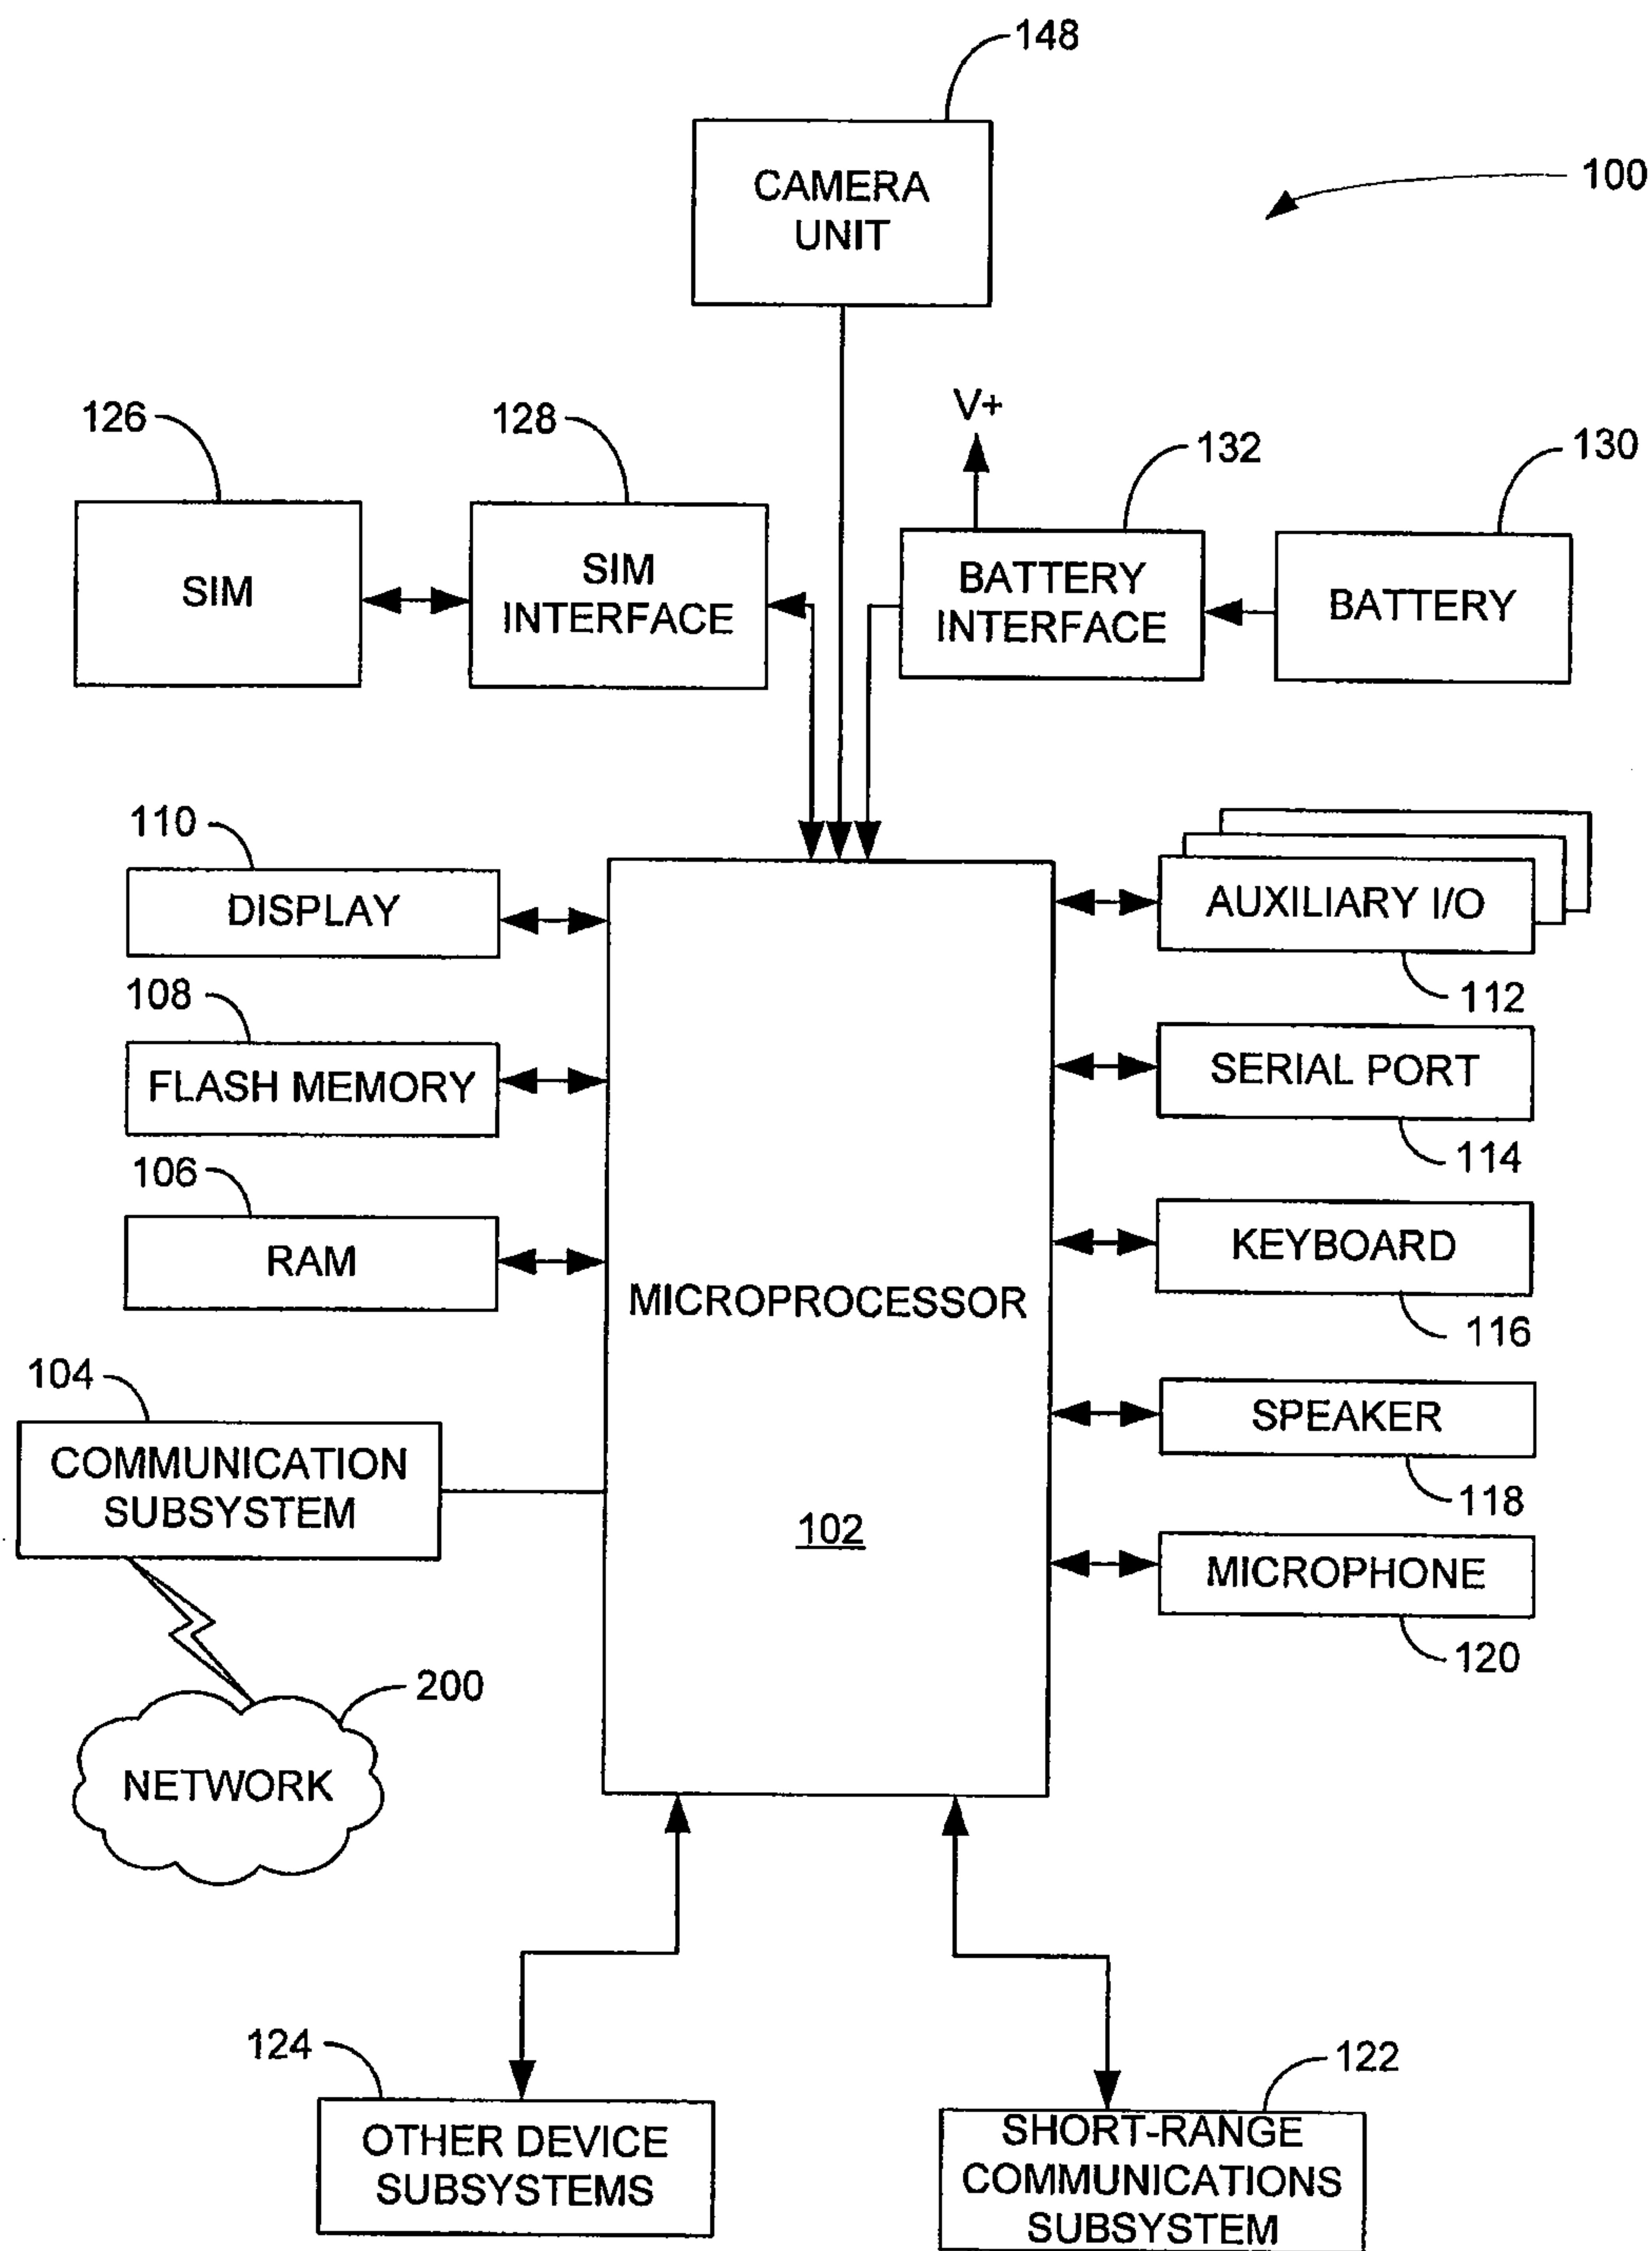 148
100
CAMERA
UNIT
126
128
V+
132
130
SIM
SIM
INTERFACE
BATTERY
INTERFACE
BATTERY
110
DISPLAY
AUXILIARY I/O
112
108
FLASH MEMORY
SERIAL PORT
114
106
RAM
KEYBOARD
116
MICROPROCESSOR
102
104
COMMUNICATION
SUBSYSTEM
SPEAKER
118
MICROPHONE
120
200
NETWORK
124
OTHER DEVICE
SUBSYSTEMS
122
SHORT-RANGE
COMMUNICATIONS
SUBSYSTEM